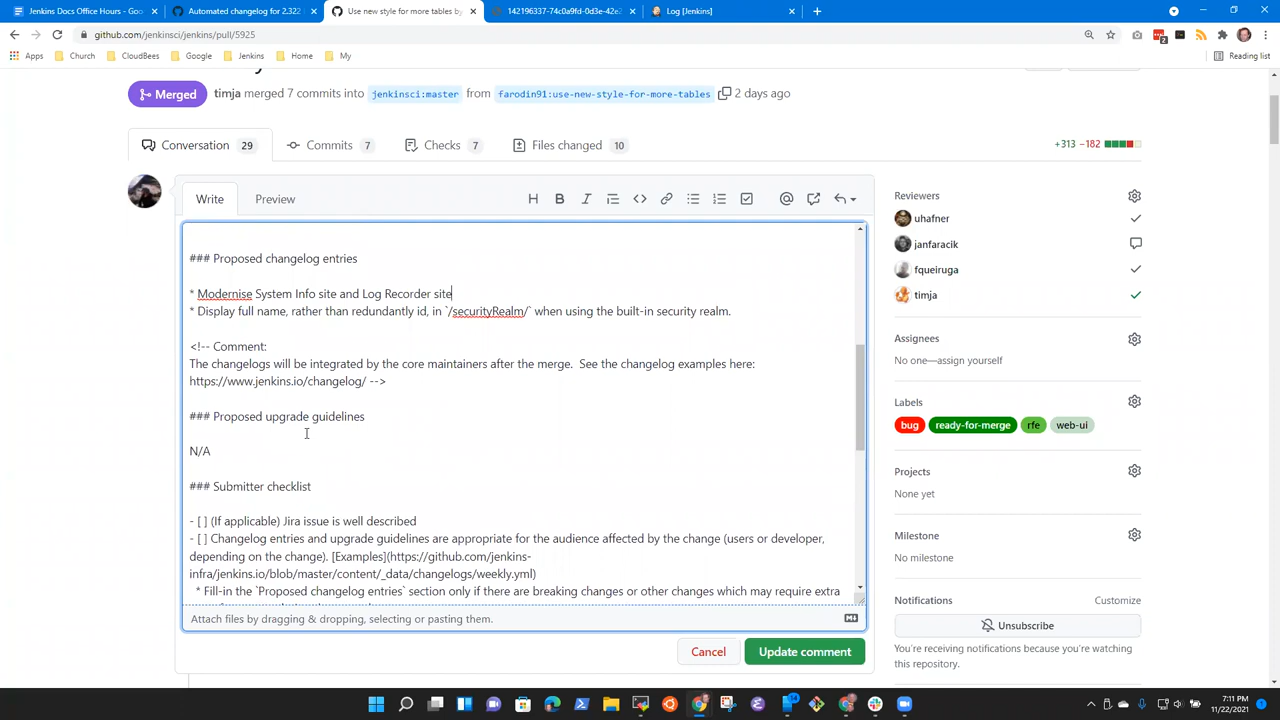 Jenkins Docs Office Hours - Goo
Automated changelog for 2.322
Use new style for more tables by
142196337-74c0a9fd-0d3e-42e2
Log [Jenkins]
github.com/jenkinsci/jenkins/pull/5925
2
Apps
Church
CloudBees
Google
Jenkins
Home
My
Reading list
Merged
timja merged 7 commits into jenkinsci:master from farodin91:use-new-style-for-more-tables 2 days ago
Conversation 29
Commits 7
Checks 7
Files changed 10
+313 −182
Write
Preview
### Proposed changelog entries
* Modernise System Info site and Log Recorder site
* Display full name, rather than redundantly id, in `/securityRealm/` when using the built-in security realm.
<!-- Comment:
The changelogs will be integrated by the core maintainers after the merge.  See the changelog examples here:
https://www.jenkins.io/changelog/ -->
### Proposed upgrade guidelines
N/A
### Submitter checklist
- [ ] (If applicable) Jira issue is well described
- [ ] Changelog entries and upgrade guidelines are appropriate for the audience affected by the change (users or developer,
depending on the change). [Examples](https://github.com/jenkins-
infra/jenkins.io/blob/master/content/_data/changelogs/weekly.yml)
* Fill-in the `Proposed changelog entries` section only if there are breaking changes or other changes which may require extra
Attach files by dragging & dropping, selecting or pasting them.
Cancel
Update comment
Reviewers
uhafner
janfaracik
fqueiruga
timja
Assignees
No one—assign yourself
Labels
bug
ready-for-merge
rfe
web-ui
Projects
None yet
Milestone
No milestone
Notifications
Customize
Unsubscribe
You're receiving notifications because you're watching
this repository.
7:11 PM
11/22/2021